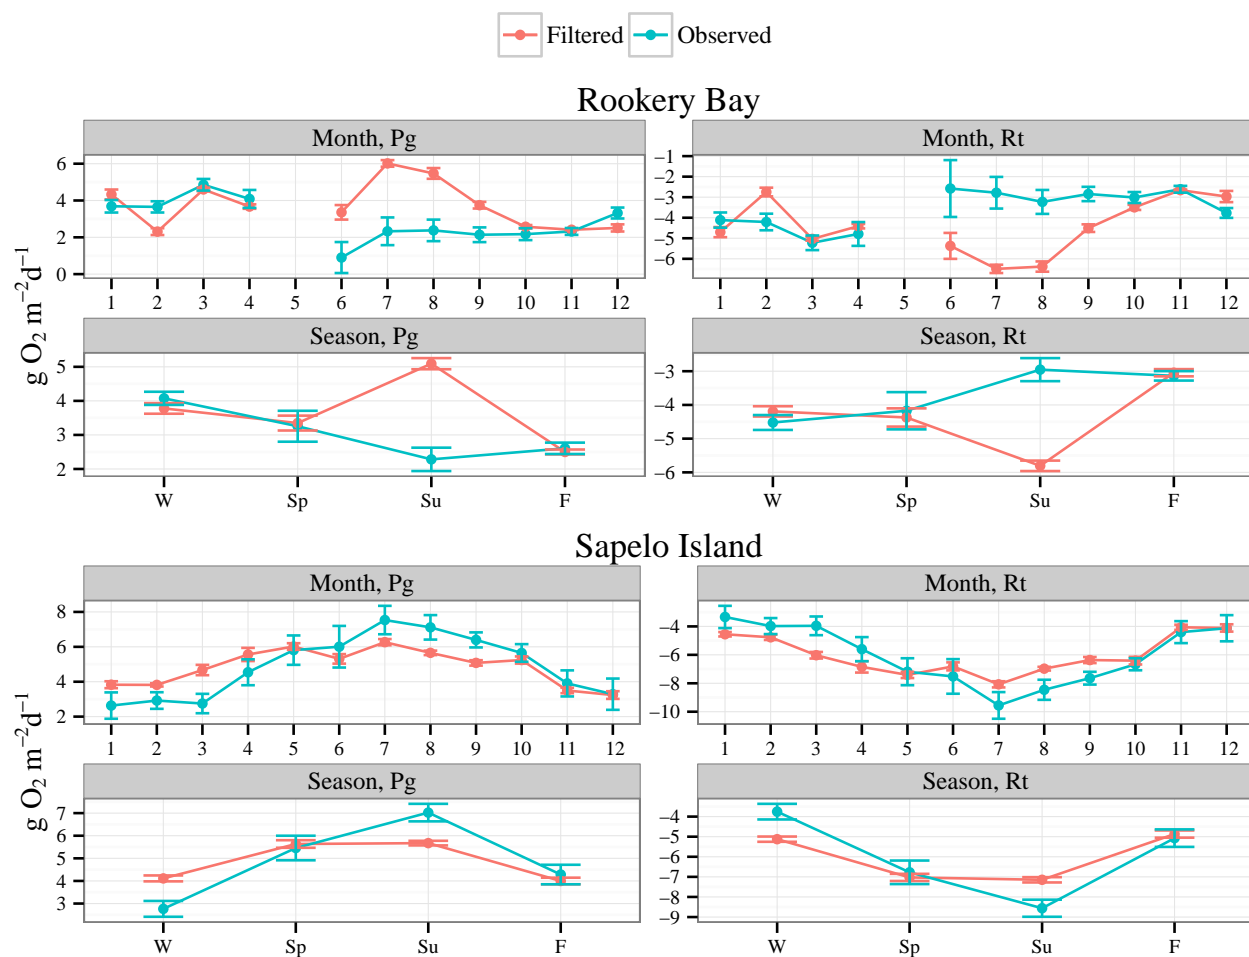 Filtered Observed
Rookery Bay
Month, Pg Month, Rt
6
4
2
0
1 2 3 4 5 6 7 8 9 10 11 12
−1
−2
−3
−4
−5
−6
1 2 3 4 5 6 7 8 9 10 11 12
g O₂ m⁻²d⁻¹
Season, Pg Season, Rt
5
4
3
2
W Sp Su F
−3
−4
−5
−6
W Sp Su F
Sapelo Island
Month, Pg Month, Rt
8
6
4
2
1 2 3 4 5 6 7 8 9 10 11 12
−4
−6
−8
−10
1 2 3 4 5 6 7 8 9 10 11 12
g O₂ m⁻²d⁻¹
Season, Pg Season, Rt
7
6
5
4
3
W Sp Su F
−4
−5
−6
−7
−8
−9
W Sp Su F